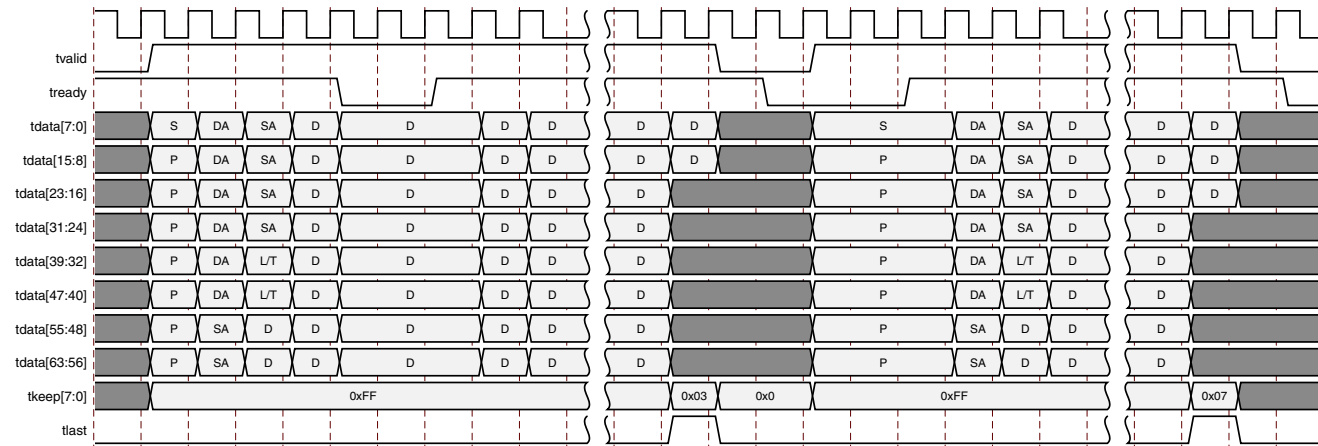 tvalid
tready
tdata[7:0] S DA SA D D D D D D S DA SA D D D
tdata[15:8] P DA SA D D D D D D P DA SA D D D
tdata[23:16] P DA SA D D D D D P DA SA D D D
tdata[31:24] P DA SA D D D D D P DA SA D D
tdata[39:32] P DA L/T D D D D D P DA L/T D D
tdata[47:40] P DA L/T D D D D D P DA L/T D D
tdata[55:48] P SA D D D D D D P SA D D D
tdata[63:56] P SA D D D D D D P SA D D D
tkeep[7:0] 0xFF 0x03 0x0 0xFF 0x07
tlast